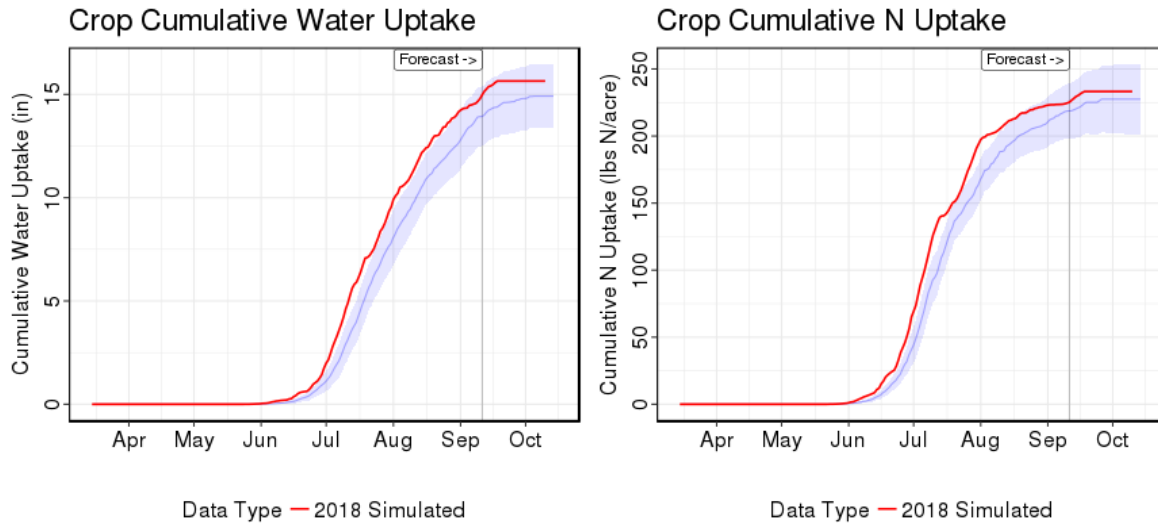 Crop Cumulative Water Uptake
Forecast ->
Cumulative Water Uptake (in)
15
10
5
0
Apr May Jun Jul Aug Sep Oct
Data Type 2018 Simulated
Crop Cumulative N Uptake
Forecast ->
Cumulative N Uptake (lbs N/acre)
250
200
150
100
50
0
Apr May Jun Jul Aug Sep Oct
Data Type 2018 Simulated